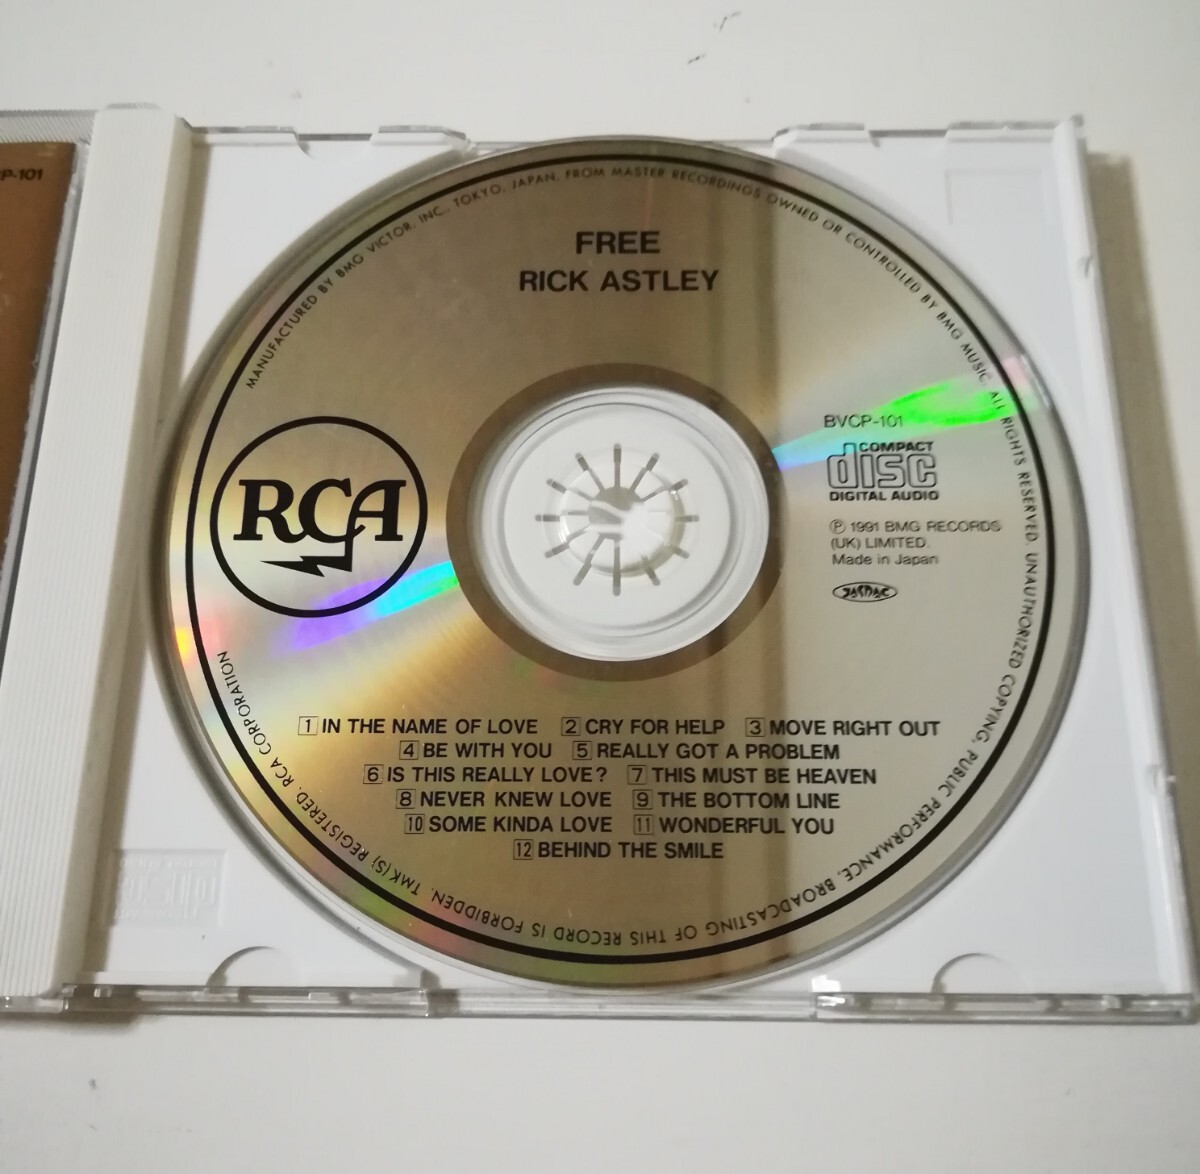 P-101
FREE
RICK ASTLEY
MANUFACTURED BY BMG VICTOR, INC., TOKYO, JAPAN, FROM MASTER RECORDINGS OWNED OR CONTROLLED BY BMG MUSIC. ALL RIGHTS RESERVED. UNAUTHORIZED COPYING, PUBLIC PERFORMANCE, BROADCASTING OF THIS RECORD IS FORBIDDEN. TMK(S) REGISTERED. RCA CORPORATION
RCA
BVCP-101
COMPACT
disc
DIGITAL AUDIO
Ⓟ 1991 BMG RECORDS
(UK) LIMITED.
Made in Japan
JASRAC
1 IN THE NAME OF LOVE 2 CRY FOR HELP 3 MOVE RIGHT OUT
4 BE WITH YOU 5 REALLY GOT A PROBLEM
6 IS THIS REALLY LOVE? 7 THIS MUST BE HEAVEN
8 NEVER KNEW LOVE 9 THE BOTTOM LINE
10 SOME KINDA LOVE 11 WONDERFUL YOU
12 BEHIND THE SMILE